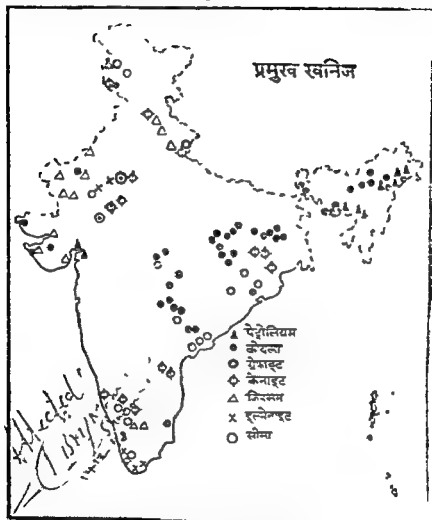 प्रमुख खनिज
पेट्रोलियम
कोयला
ग्रेफाइट
केनाइट
जिप्सम
इल्मेनाइट
सीसा